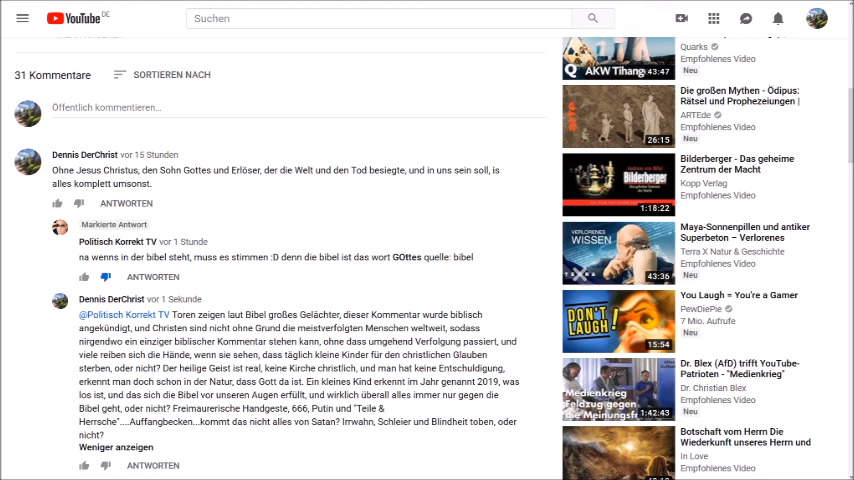 YouTube DE
Suchen
31 Kommentare
SORTIEREN NACH
Öffentlich kommentieren...
Dennis DerChrist vor 15 Stunden
Ohne Jesus Christus, den Sohn Gottes und Erlöser, der die Welt und den Tod besiegte, und in uns sein soll, is
alles komplett umsonst.
ANTWORTEN
Markierte Antwort
Politisch Korrekt TV vor 1 Stunde
na wenns in der bibel steht, muss es stimmen :D denn die bibel ist das wort GOttes quelle: bibel
ANTWORTEN
Dennis DerChrist vor 1 Sekunde
@Politisch Korrekt TV Toren zeigen laut Bibel großes Gelächter, dieser Kommentar wurde biblisch
angekündigt, und Christen sind nicht ohne Grund die meistverfolgten Menschen weltweit, sodass
nirgendwo ein einziger biblischer Kommentar stehen kann, ohne dass umgehend Verfolgung passiert, und
viele reiben sich die Hände, wenn sie sehen, dass täglich kleine Kinder für den christlichen Glauben
sterben, oder nicht? Der heilige Geist ist real, keine Kirche christlich, und man hat keine Entschuldigung,
erkennt man doch schon in der Natur, dass Gott da ist. Ein kleines Kind erkennt im Jahr genannt 2019, was
los ist, und das sich die Bibel vor unseren Augen erfüllt, und wirklich überall alles immer nur gegen die
Bibel geht, oder nicht? Freimaurerische Handgeste, 666, Putin und "Teile &
Herrsche"....Auffangbecken...kommt das nicht alles von Satan? Irrwahn, Schleier und Blindheit toben, oder
nicht?
Weniger anzeigen
ANTWORTEN
Q AKW Tihang
43:47
Quarks
Empfohlenes Video
Neu
arte
26:15
Die großen Mythen - Ödipus:
Rätsel und Prophezeiungen |
ARTEde
Empfohlenes Video
Neu
Bilderberger
1:18:22
Bilderberger - Das geheime
Zentrum der Macht
Kopp Verlag
Empfohlenes Video
VERLORENES
WISSEN
TERRA X
43:36
Maya-Sonnenpillen und antiker
Superbeton – Verlorenes
Terra X Natur & Geschichte
Empfohlenes Video
Neu
DON'T
LAUGH!
15:54
You Laugh = You're a Gamer
PewDiePie
7 Mio. Aufrufe
Neu
Medienkrieg
Feldzug gegen
die Meinungsfr
1:42:43
Dr. Blex (AfD) trifft YouTube-
Patrioten - "Medienkrieg"
Dr. Christian Blex
Empfohlenes Video
Neu
Botschaft vom Herrn Die
Wiederkunft unseres Herrn und
In Love
Empfohlenes Video